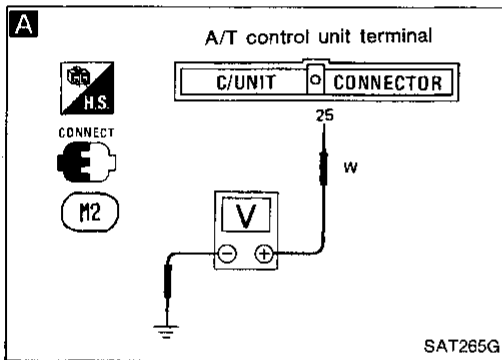 A
A/T control unit terminal
C/UNIT CONNECTOR
H.S.
CONNECT
25
W
M2
V
SAT265G